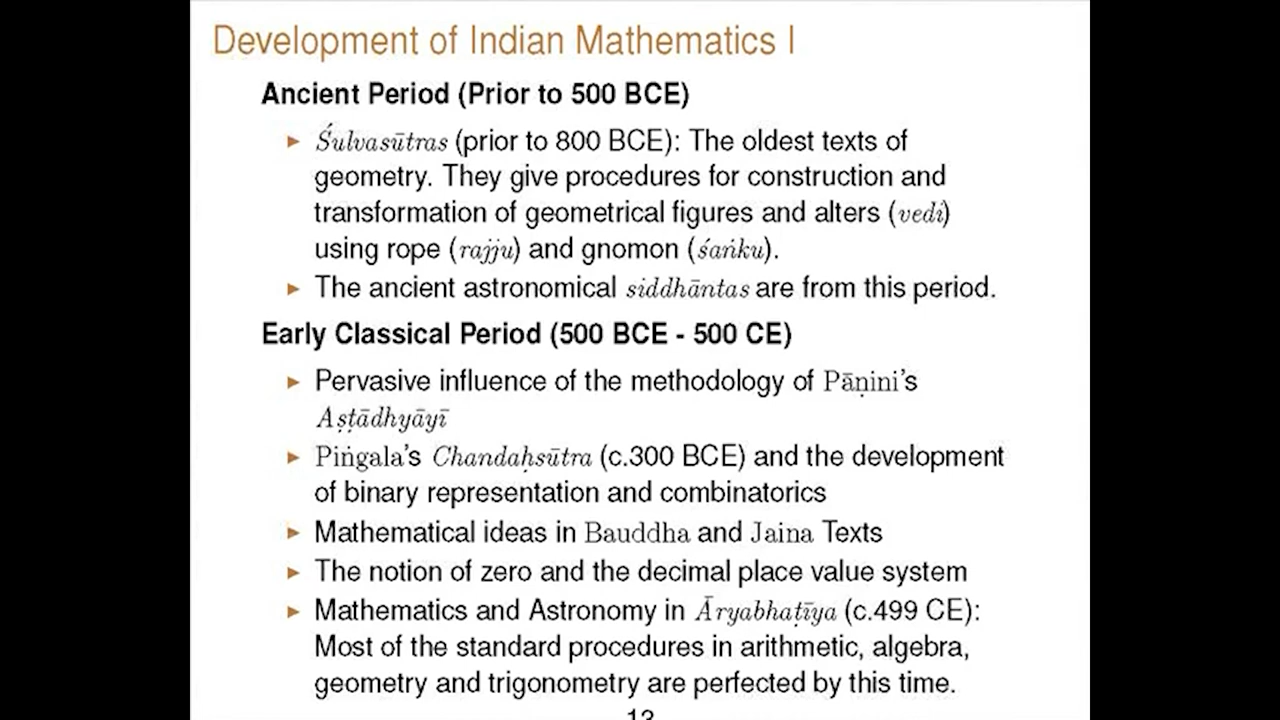 Development of Indian Mathematics I
Ancient Period (Prior to 500 BCE)
► Śulvasūtras (prior to 800 BCE): The oldest texts of
geometry. They give procedures for construction and
transformation of geometrical figures and alters (vedi)
using rope (rajju) and gnomon (śaṅku).
► The ancient astronomical siddhāntas are from this period.
Early Classical Period (500 BCE - 500 CE)
► Pervasive influence of the methodology of Pāṇini's
Aṣṭādhyāyī
► Piṅgala's Chandaḥsūtra (c.300 BCE) and the development
of binary representation and combinatorics
► Mathematical ideas in Bauddha and Jaina Texts
► The notion of zero and the decimal place value system
► Mathematics and Astronomy in Āryabhaṭīya (c.499 CE):
Most of the standard procedures in arithmetic, algebra,
geometry and trigonometry are perfected by this time.